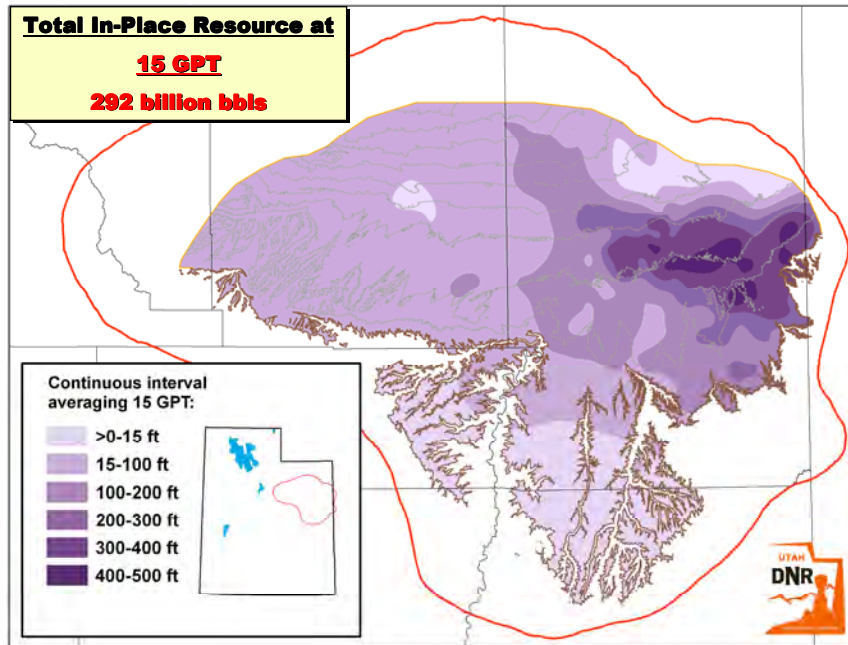 Total In-Place Resource at
15 GPT
292 billion bbls
Continuous interval
averaging 15 GPT:
>0-15 ft
15-100 ft
100-200 ft
200-300 ft
300-400 ft
400-500 ft
UTAH
DNR